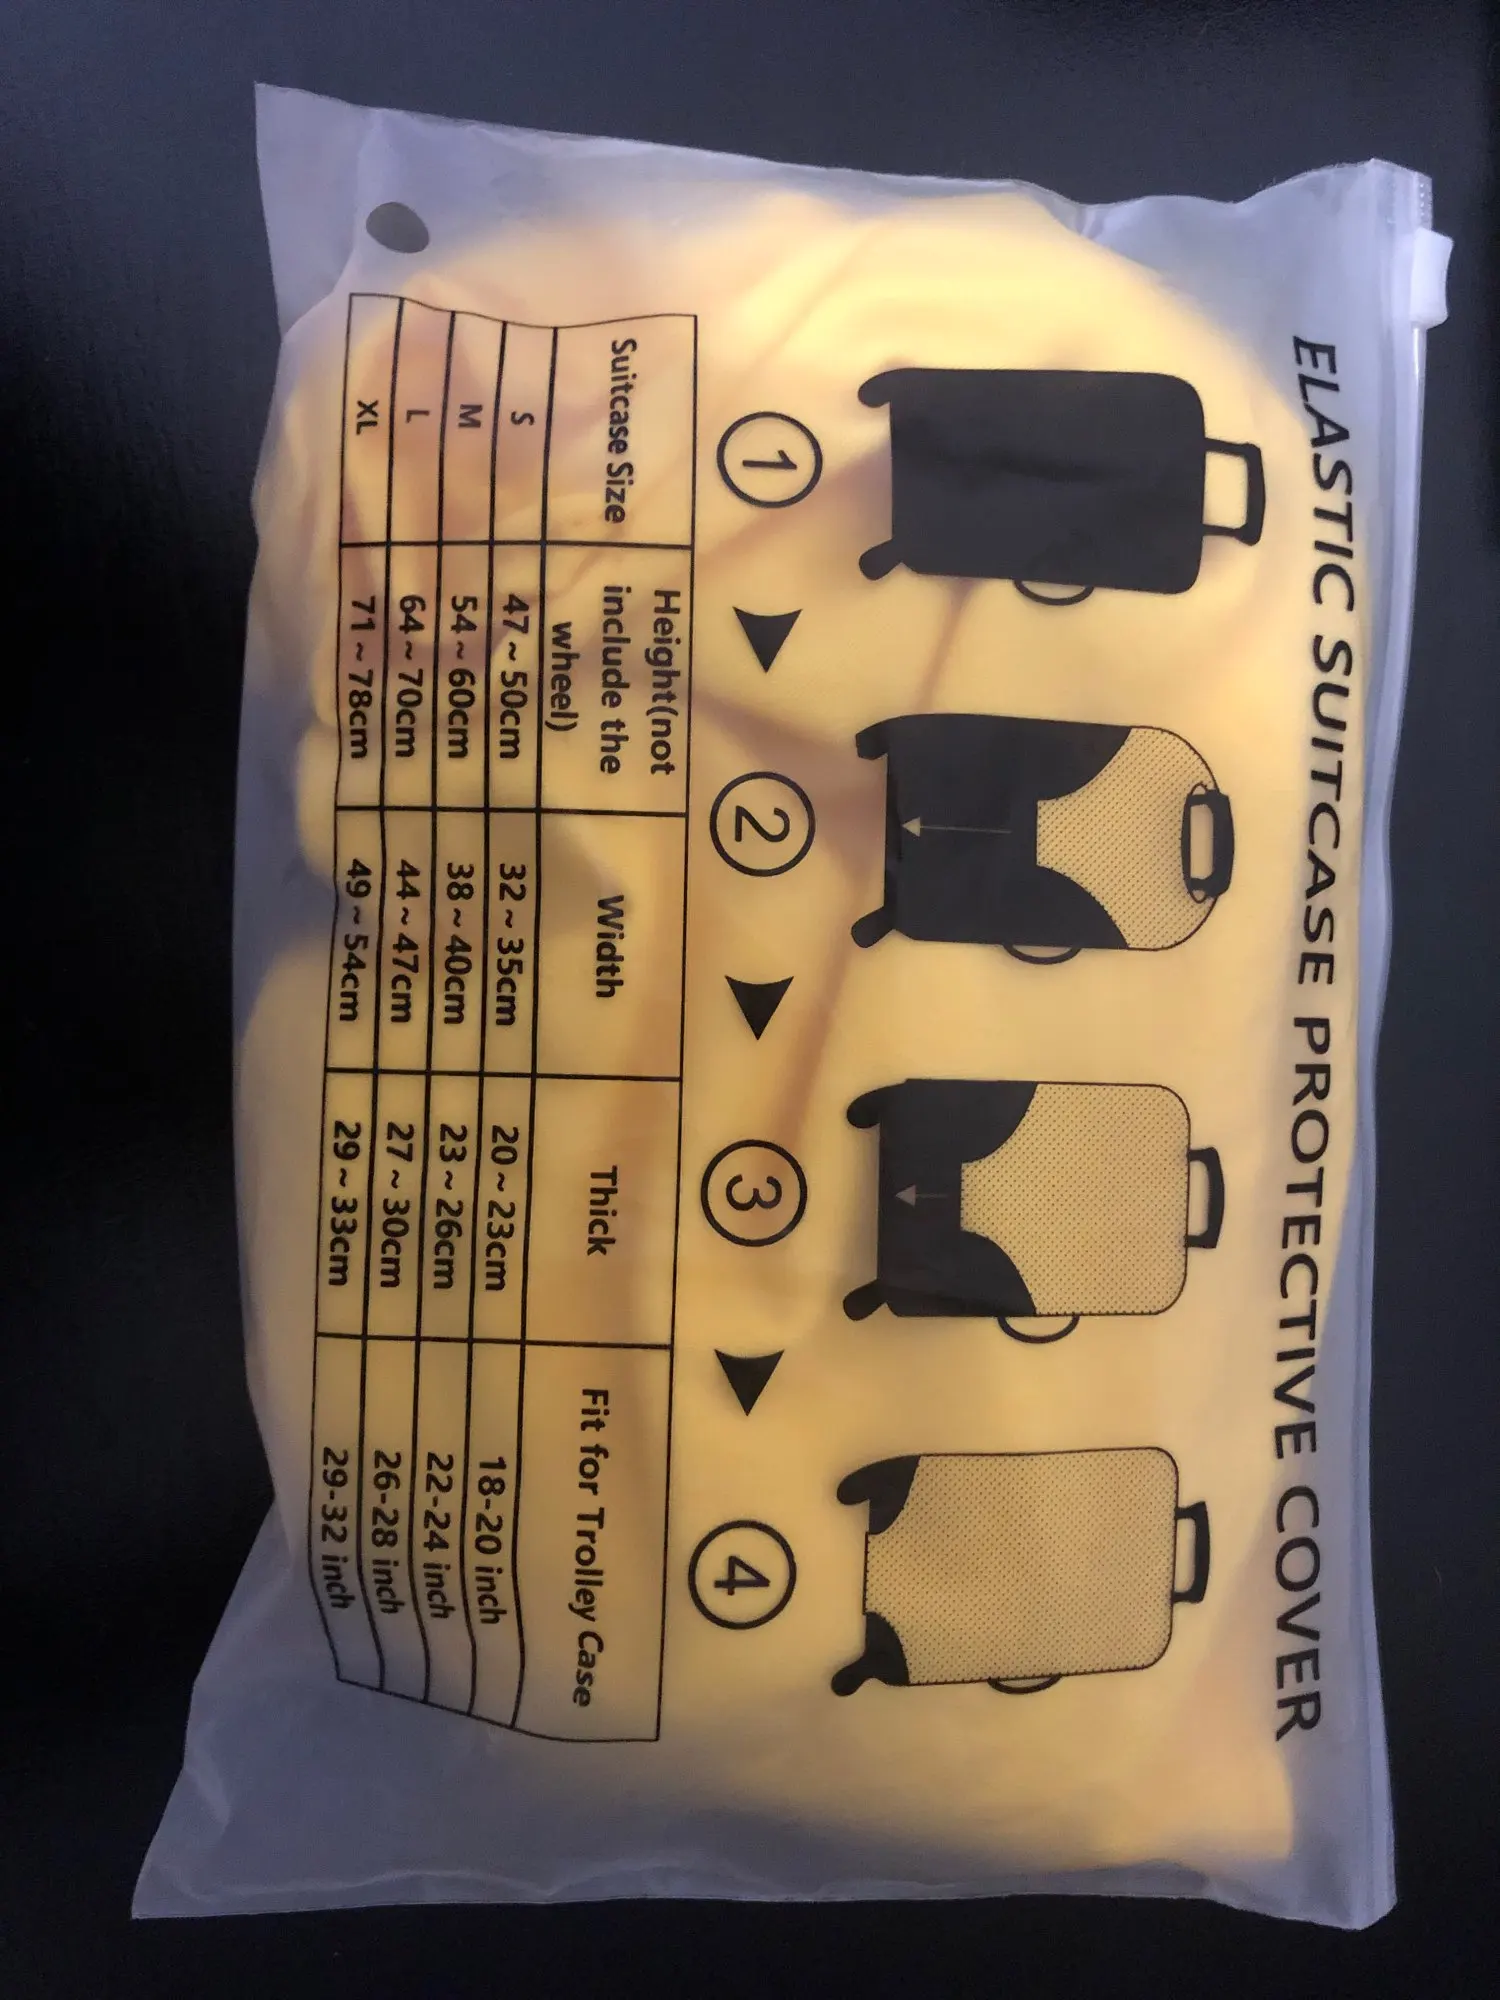 ELASTIC SUITCASE PROTECTIVE COVER
1 2 3 4
Suitcase Size Height(not include the wheel) Width Thick Fit for Trolley Case
S 47~50cm 32~35cm 20~23cm 18-20 inch
M 54~60cm 38~40cm 23~26cm 22-24 inch
L 64~70cm 44~47cm 27~30cm 26-28 inch
XL 71~78cm 49~54cm 29~33cm 29-32 inch